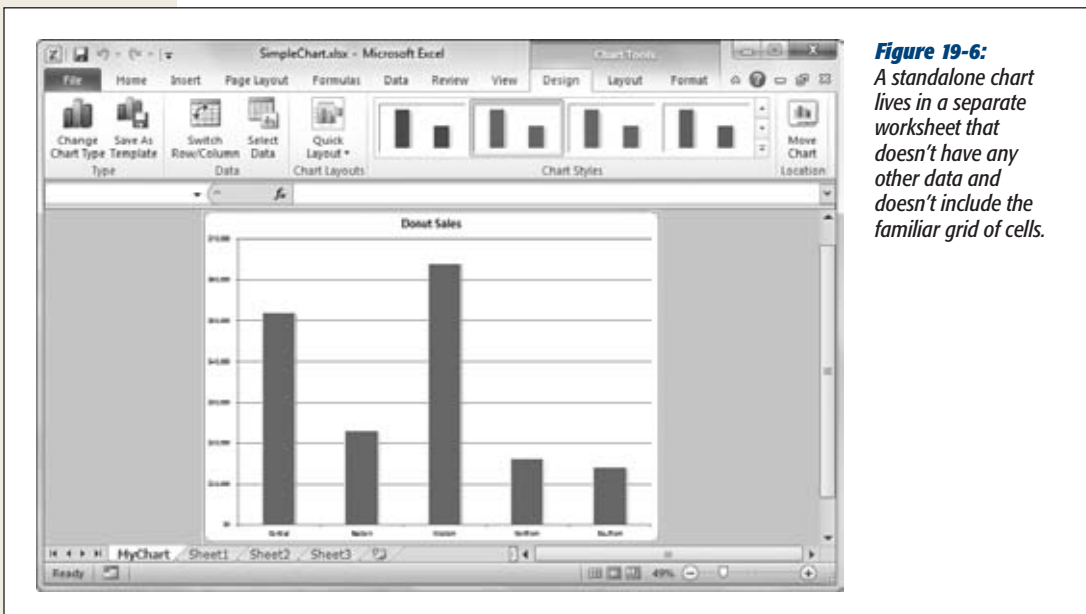 SimpleChart.xlsx - Microsoft Excel
Chart Tools
File Home Insert Page Layout Formulas Data Review View Design Layout Format
Change Chart Type
Save As Template
Switch Row/Column
Select Data
Quick Layout
Move Chart
Type Data Chart Layouts Chart Styles Location
fx
Donut Sales
$0
MyChart Sheet1 Sheet2 Sheet3
Ready 49%
Figure 19-6:
A standalone chart
lives in a separate
worksheet that
doesn't have any
other data and
doesn't include the
familiar grid of cells.